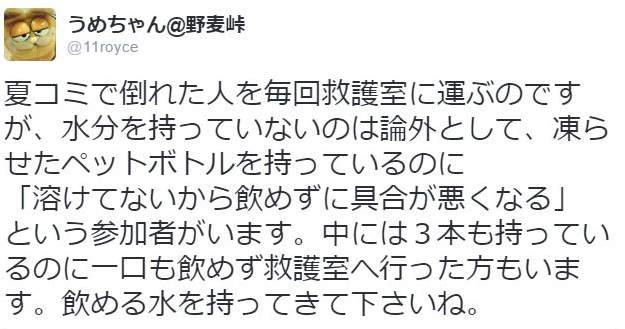 うめちゃん@野麦峠
@11royce
夏コミで倒れた人を毎回救護室に運ぶのです
が、水分を持っていないのは論外として、凍ら
せたペットボトルを持っているのに
「溶けてないから飲めずに具合が悪くなる」
という参加者がいます。中には３本も持ってい
るのに一口も飲めず救護室へ行った方もいま
す。飲める水を持ってきて下さいね。